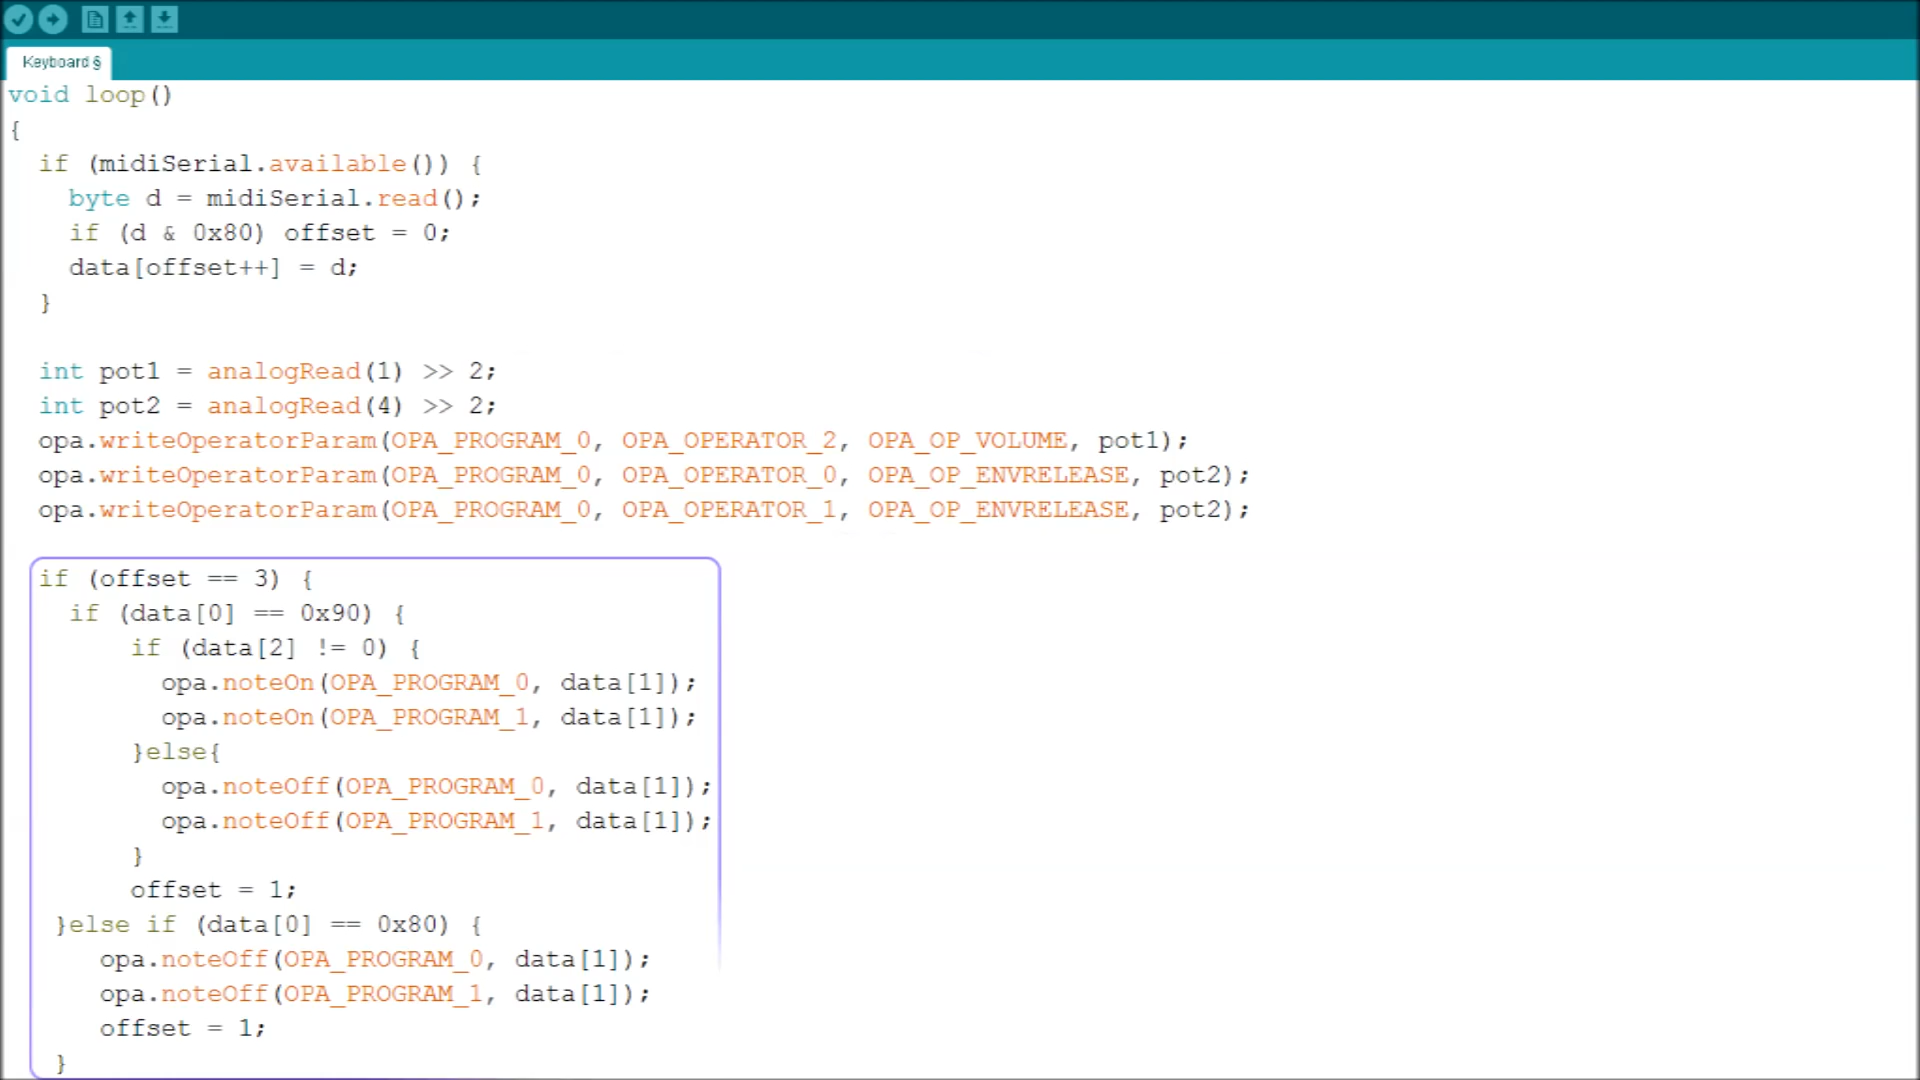 Keyboard §
void loop()
{
  if (midiSerial.available()) {
    byte d = midiSerial.read();
    if (d & 0x80) offset = 0;
    data[offset++] = d;
  }

  int pot1 = analogRead(1) >> 2;
  int pot2 = analogRead(4) >> 2;
  opa.writeOperatorParam(OPA_PROGRAM_0, OPA_OPERATOR_2, OPA_OP_VOLUME, pot1);
  opa.writeOperatorParam(OPA_PROGRAM_0, OPA_OPERATOR_0, OPA_OP_ENVRELEASE, pot2);
  opa.writeOperatorParam(OPA_PROGRAM_0, OPA_OPERATOR_1, OPA_OP_ENVRELEASE, pot2);

  if (offset == 3) {
    if (data[0] == 0x90) {
        if (data[2] != 0) {
          opa.noteOn(OPA_PROGRAM_0, data[1]);
          opa.noteOn(OPA_PROGRAM_1, data[1]);
        }else{
          opa.noteOff(OPA_PROGRAM_0, data[1]);
          opa.noteOff(OPA_PROGRAM_1, data[1]);
        }
        offset = 1;
   }else if (data[0] == 0x80) {
      opa.noteOff(OPA_PROGRAM_0, data[1]);
      opa.noteOff(OPA_PROGRAM_1, data[1]);
      offset = 1;
   }